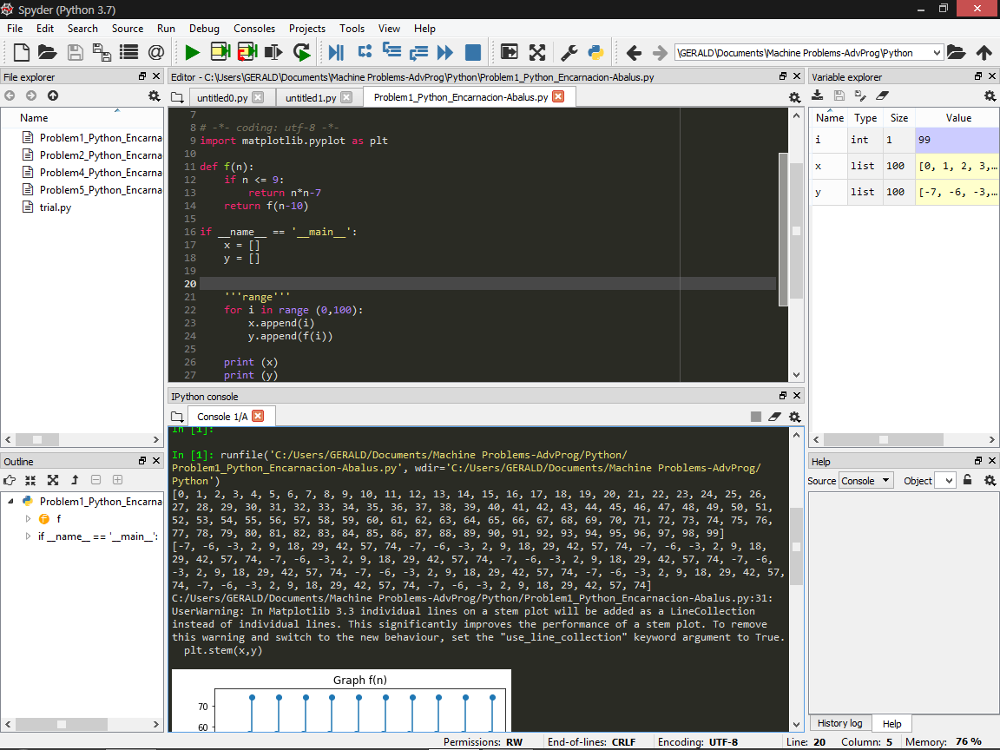 Spyder (Python 3.7)
File Edit Search Source Run Debug Consoles Projects Tools View Help
\GERALD\Documents\Machine Problems-AdvProg\Python
File explorer
Name
Problem1_Python_Encarna
Problem2_Python_Encarna
Problem4_Python_Encarna
Problem5_Python_Encarna
trial.py
Outline
Problem1_Python_Encarna
f
if __name__ == '__main__':
Editor - C:\Users\GERALD\Documents\Machine Problems-AdvProg\Python\Problem1_Python_Encarnacion-Abalus.py
untitled0.py untitled1.py Problem1_Python_Encarnacion-Abalus.py
7
8 # -*- coding: utf-8 -*-
9 import matplotlib.pyplot as plt
10
11 def f(n):
12 if n <= 9:
13 return n*n-7
14 return f(n-10)
15
16 if __name__ == '__main__':
17 x = []
18 y = []
19
20
21 '''range'''
22 for i in range (0,100):
23 x.append(i)
24 y.append(f(i))
25
26 print (x)
27 print (y)
IPython console
Console 1/A
In [1]:
In [1]: runfile('C:/Users/GERALD/Documents/Machine Problems-AdvProg/Python/
Problem1_Python_Encarnacion-Abalus.py', wdir='C:/Users/GERALD/Documents/Machine Problems-AdvProg/
Python')
[0, 1, 2, 3, 4, 5, 6, 7, 8, 9, 10, 11, 12, 13, 14, 15, 16, 17, 18, 19, 20, 21, 22, 23, 24, 25, 26,
27, 28, 29, 30, 31, 32, 33, 34, 35, 36, 37, 38, 39, 40, 41, 42, 43, 44, 45, 46, 47, 48, 49, 50, 51,
52, 53, 54, 55, 56, 57, 58, 59, 60, 61, 62, 63, 64, 65, 66, 67, 68, 69, 70, 71, 72, 73, 74, 75, 76,
77, 78, 79, 80, 81, 82, 83, 84, 85, 86, 87, 88, 89, 90, 91, 92, 93, 94, 95, 96, 97, 98, 99]
[-7, -6, -3, 2, 9, 18, 29, 42, 57, 74, -7, -6, -3, 2, 9, 18, 29, 42, 57, 74, -7, -6, -3, 2, 9, 18,
29, 42, 57, 74, -7, -6, -3, 2, 9, 18, 29, 42, 57, 74, -7, -6, -3, 2, 9, 18, 29, 42, 57, 74, -7, -6,
-3, 2, 9, 18, 29, 42, 57, 74, -7, -6, -3, 2, 9, 18, 29, 42, 57, 74, -7, -6, -3, 2, 9, 18, 29, 42, 57,
74, -7, -6, -3, 2, 9, 18, 29, 42, 57, 74, -7, -6, -3, 2, 9, 18, 29, 42, 57, 74]
C:/Users/GERALD/Documents/Machine Problems-AdvProg/Python/Problem1_Python_Encarnacion-Abalus.py:31:
UserWarning: In Matplotlib 3.3 individual lines on a stem plot will be added as a LineCollection
instead of individual lines. This significantly improves the performance of a stem plot. To remove
this warning and switch to the new behaviour, set the "use_line_collection" keyword argument to True.
plt.stem(x,y)
Graph f(n)
70
60
Variable explorer
Name Type Size Value
i int 1 99
x list 100 [0, 1, 2, 3,...
y list 100 [-7, -6, -3,...
Help
Source Console Object
History log Help
Permissions: RW End-of-lines: CRLF Encoding: UTF-8 Line: 20 Column: 5 Memory: 76 %